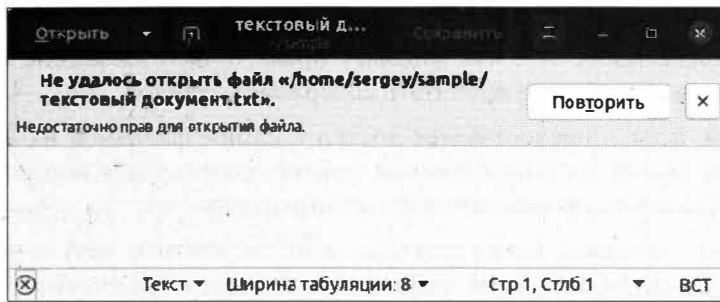 Открыть
текстовый д...
~/sample
Сохранить
Не удалось открыть файл «/home/sergey/sample/
текстовый документ.txt».
Повторить
Недостаточно прав для открытия файла.
Текст
Ширина табуляции: 8
Стр 1, Стлб 1
ВСТ